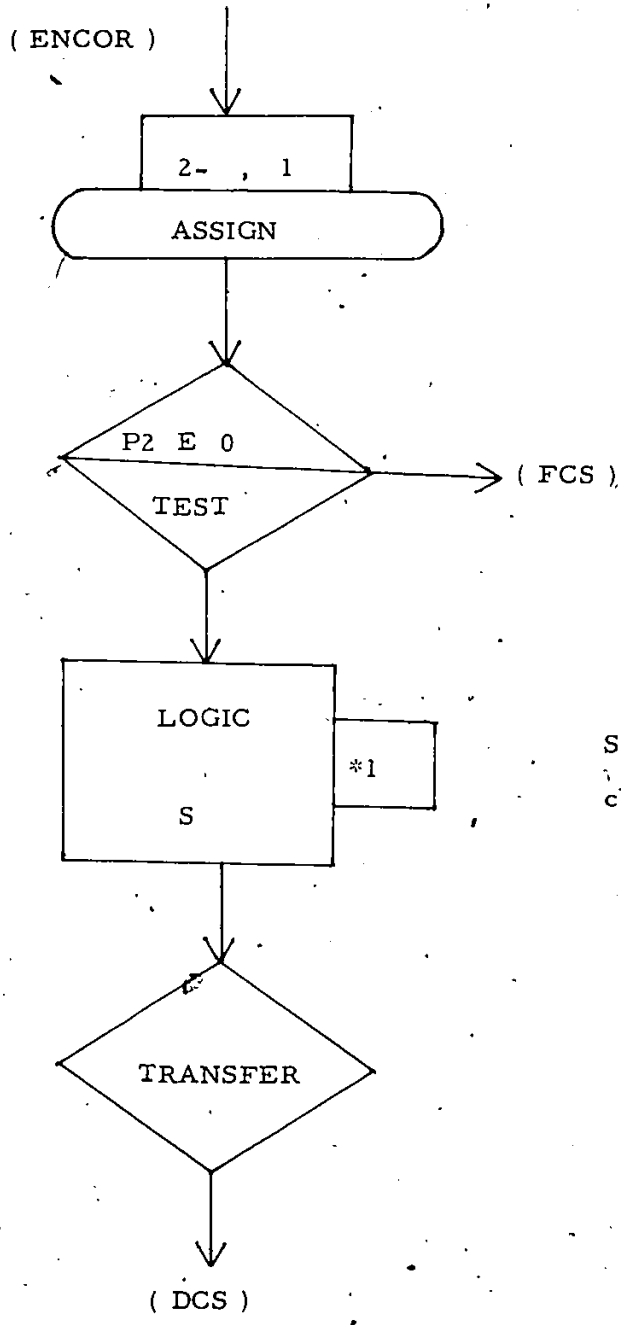 ( ENCOR )
2- , 1
ASSIGN
P2 E 0
TEST
( FCS )
LOGIC
*1
S
S
c
TRANSFER
( DCS )